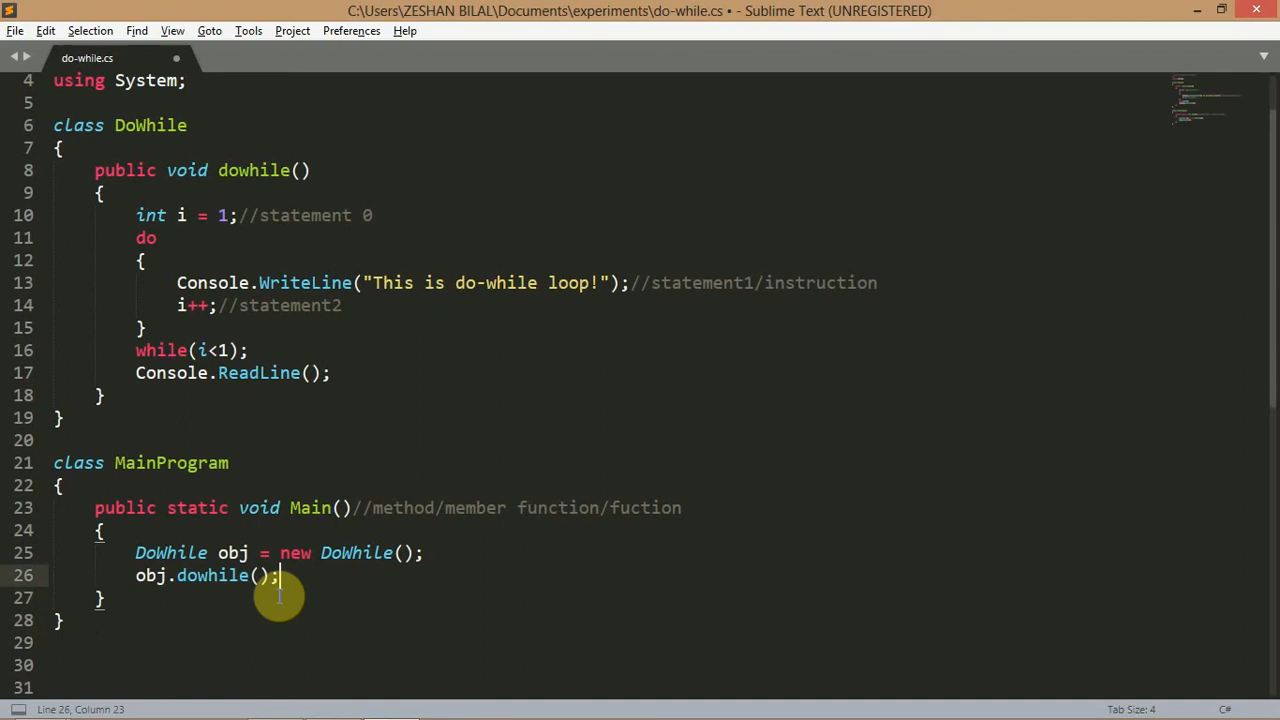 C:\Users\ZESHAN BILAL\Documents\experiments\do-while.cs • - Sublime Text (UNREGISTERED)
File Edit Selection Find View Goto Tools Project Preferences Help
do-while.cs
4 using System;
5
6 class DoWhile
7 {
8 public void dowhile()
9 {
10 int i = 1;//statement 0
11 do
12 {
13 Console.WriteLine("This is do-while loop!");//statement1/instruction
14 i++;//statement2
15 }
16 while(i<1);
17 Console.ReadLine();
18 }
19 }
20
21 class MainProgram
22 {
23 public static void Main()//method/member function/fuction
24 {
25 DoWhile obj = new DoWhile();
26 obj.dowhile();
27 }
28 }
29
30
31
Line 26, Column 23 Tab Size: 4 C#